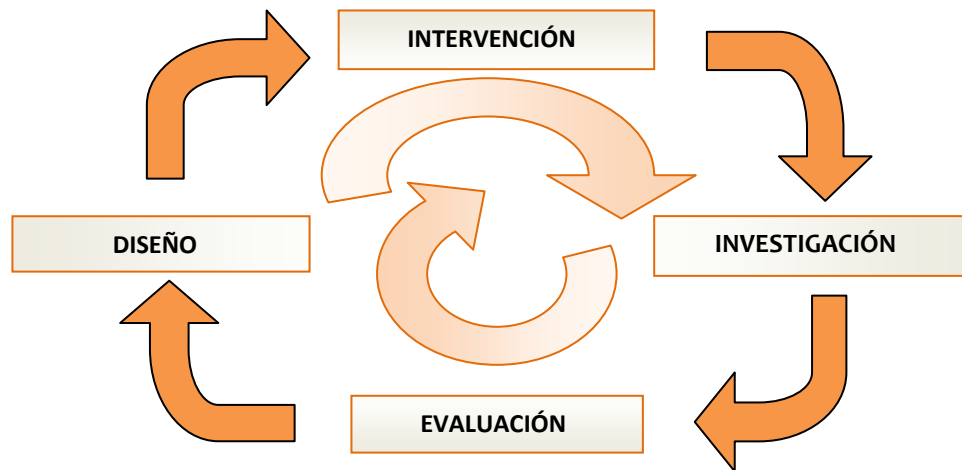 INTERVENCIÓN
DISEÑO
INVESTIGACIÓN
EVALUACIÓN